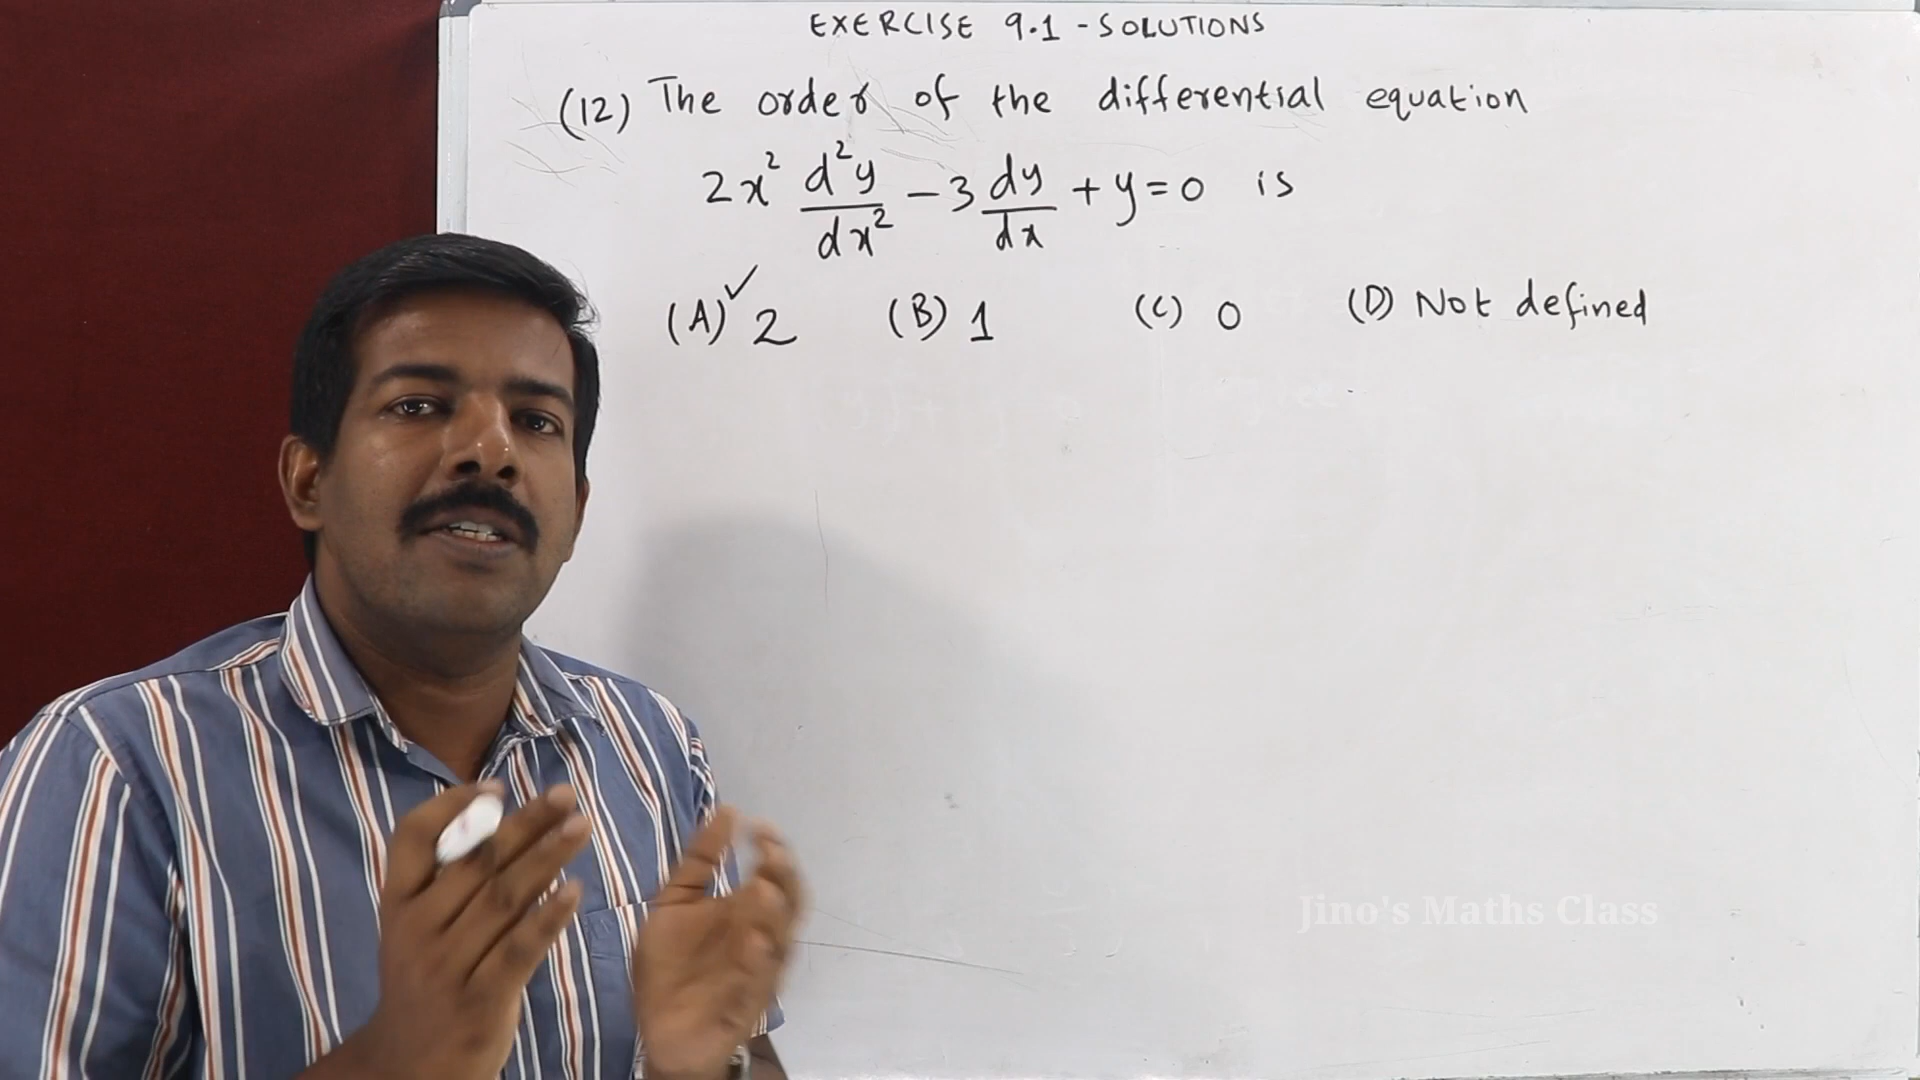 EXERCISE 9.1 - SOLUTIONS
(12) The order of the differential equation
2x² d²y/dx² - 3 dy/dx + y = 0 is
(A) ✓ 2 (B) 1 (C) 0 (D) Not defined
Jino's Maths Class